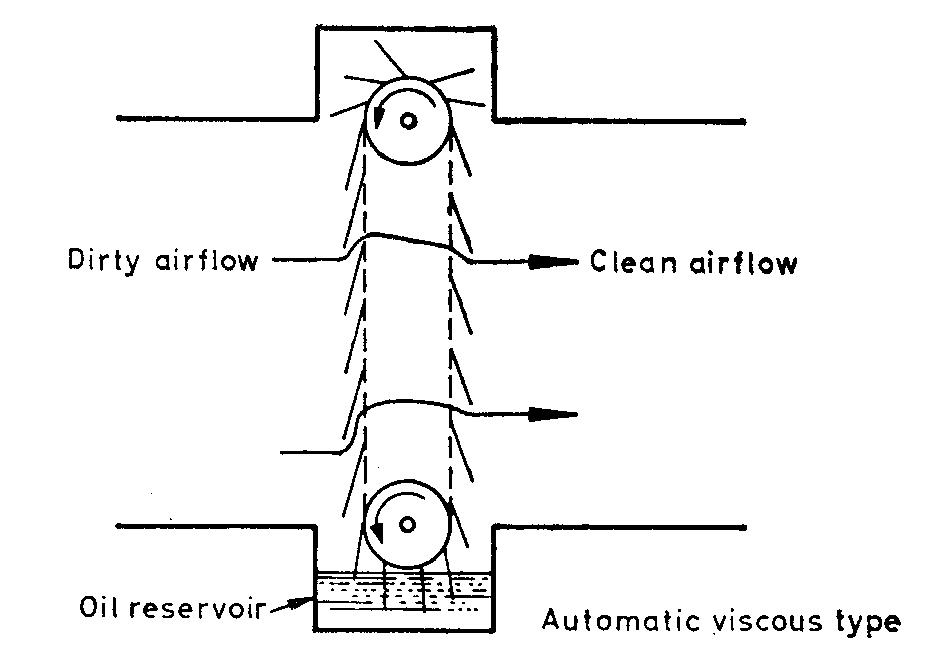 Dirty airflow
Clean airflow
Oil reservoir
Automatic viscous type